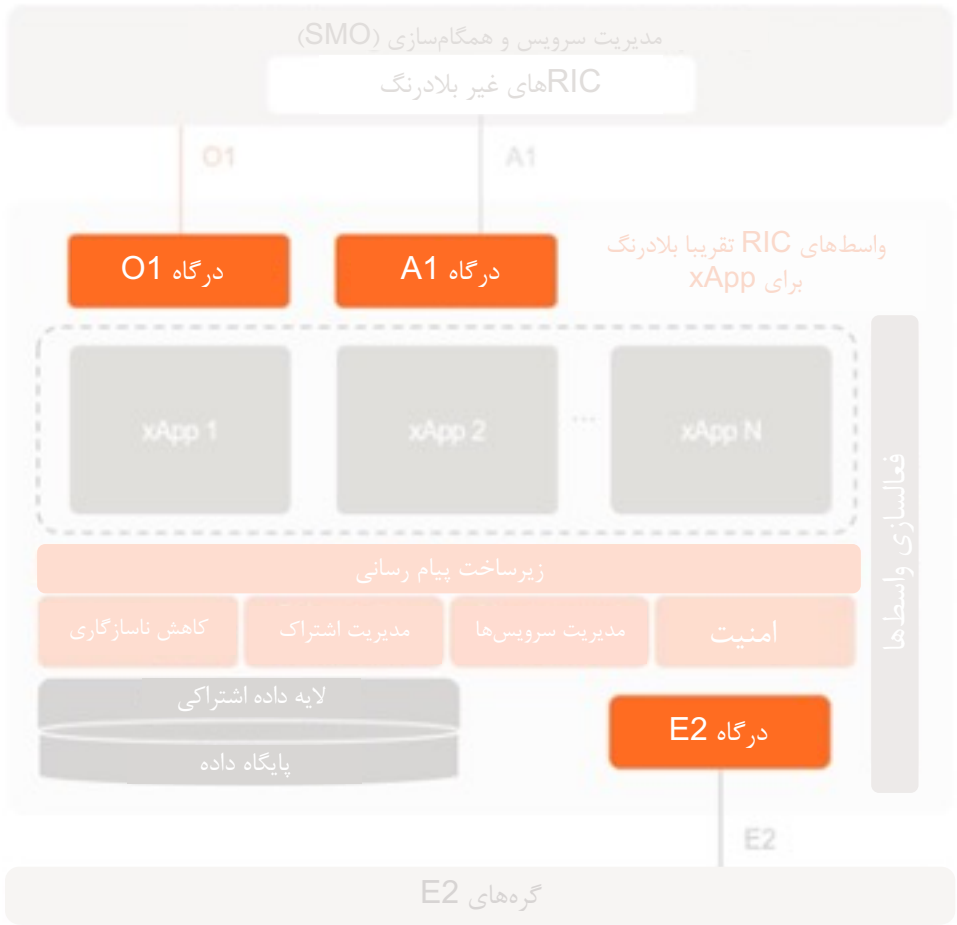 مدیریت سرویس و همگام‌سازی (SMO)
RICهای غیر بلادرنگ
O1
A1
درگاه O1
درگاه A1
واسط‌های RIC تقریبا بلادرنگ
برای xApp
xApp 1
xApp 2
...
xApp N
فعالسازی واسط‌ها
زیرساخت پیام رسانی
کاهش ناسازگاری
مدیریت اشتراک
مدیریت سرویس‌ها
امنیت
لایه داده اشتراکی
پایگاه داده
درگاه E2
E2
گره‌های E2